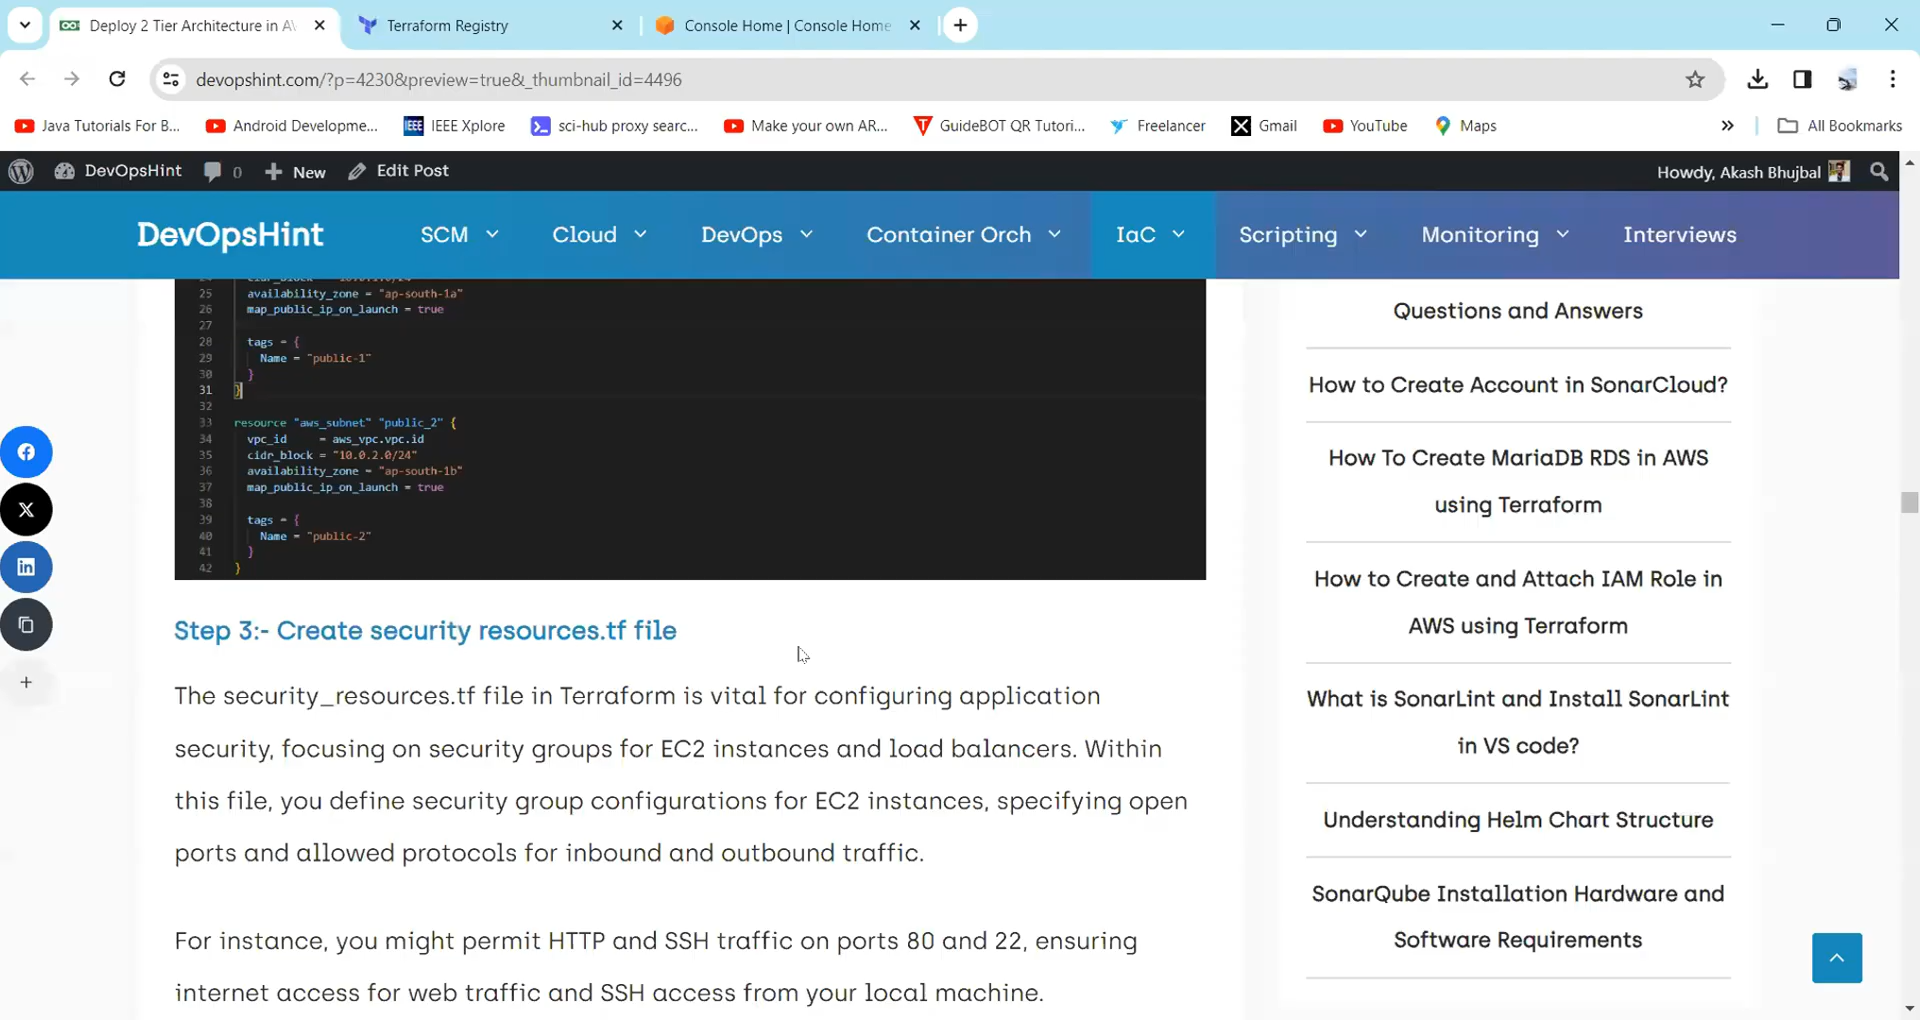 Deploy 2 Tier Architecture in AW
Terraform Registry
Console Home | Console Home
devopshint.com/?p=4230&preview=true&_thumbnail_id=4496
Java Tutorials For B...
Android Developme...
IEEE IEEE Xplore
sci-hub proxy searc...
Make your own AR...
GuideBOT QR Tutori...
Freelancer
Gmail
YouTube
Maps
»
All Bookmarks
DevOpsHint
0
New
Edit Post
Howdy, Akash Bhujbal
DevOpsHint
SCM
Cloud
DevOps
Container Orch
IaC
Scripting
Monitoring
Interviews
25 availability_zone = "ap-south-1a"
26 map_public_ip_on_launch = true
27
28 tags = {
29 Name = "public-1"
30 }
31 }
32
33 resource "aws_subnet" "public_2" {
34 vpc_id = aws_vpc.vpc.id
35 cidr_block = "10.0.2.0/24"
36 availability_zone = "ap-south-1b"
37 map_public_ip_on_launch = true
38
39 tags = {
40 Name = "public-2"
41 }
42 }
Step 3:- Create security resources.tf file
The security_resources.tf file in Terraform is vital for configuring application
security, focusing on security groups for EC2 instances and load balancers. Within
this file, you define security group configurations for EC2 instances, specifying open
ports and allowed protocols for inbound and outbound traffic.
For instance, you might permit HTTP and SSH traffic on ports 80 and 22, ensuring
internet access for web traffic and SSH access from your local machine.
Questions and Answers
How to Create Account in SonarCloud?
How To Create MariaDB RDS in AWS
using Terraform
How to Create and Attach IAM Role in
AWS using Terraform
What is SonarLint and Install SonarLint
in VS code?
Understanding Helm Chart Structure
SonarQube Installation Hardware and
Software Requirements